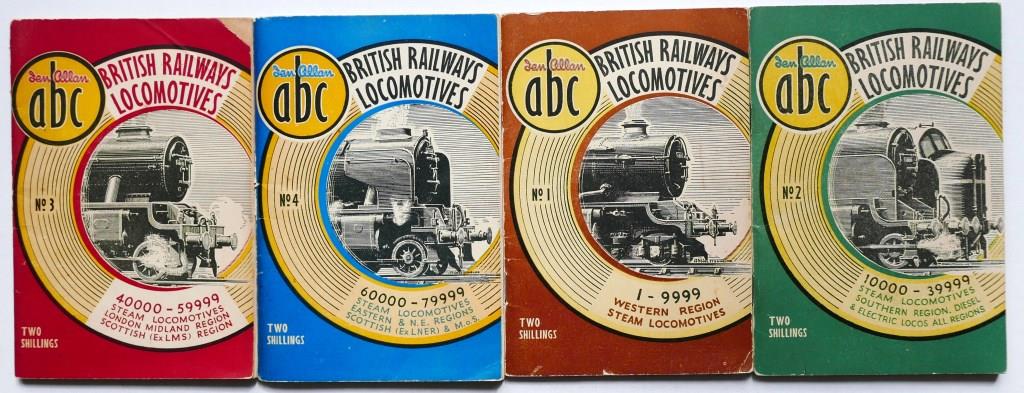 Ian Allan
abc
BRITISH RAILWAYS
LOCOMOTIVES
Nº 3
40000 - 59999
STEAM LOCOMOTIVES
LONDON MIDLAND REGION
SCOTTISH (Ex LMS) REGION
TWO
SHILLINGS
Ian Allan
abc
BRITISH RAILWAYS
LOCOMOTIVES
Nº 4
60000 - 79999
STEAM LOCOMOTIVES
EASTERN & N.E. REGIONS
SCOTTISH (Ex LNER) & M.o.S.
TWO
SHILLINGS
Ian Allan
abc
BRITISH RAILWAYS
LOCOMOTIVES
Nº 1
1 - 9999
WESTERN REGION
STEAM LOCOMOTIVES
TWO
SHILLINGS
Ian Allan
abc
BRITISH RAILWAYS
LOCOMOTIVES
Nº 2
10000 - 39999
STEAM LOCOMOTIVES
SOUTHERN REGION. DIESEL
& ELECTRIC LOCOS ALL REGIONS
TWO
SHILLINGS